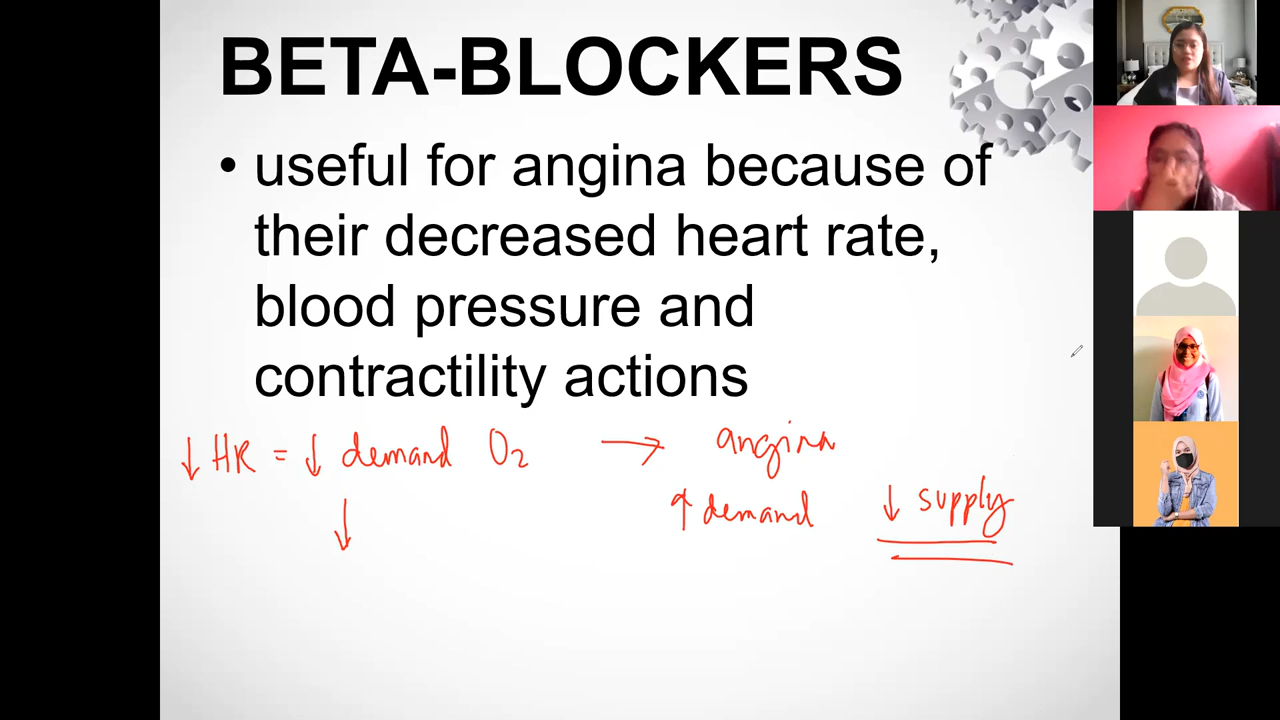 BETA-BLOCKERS
• useful for angina because of
their decreased heart rate,
blood pressure and
contractility actions
↓ HR = ↓ demand O2 → angina
↓ ↑ demand ↓ supply